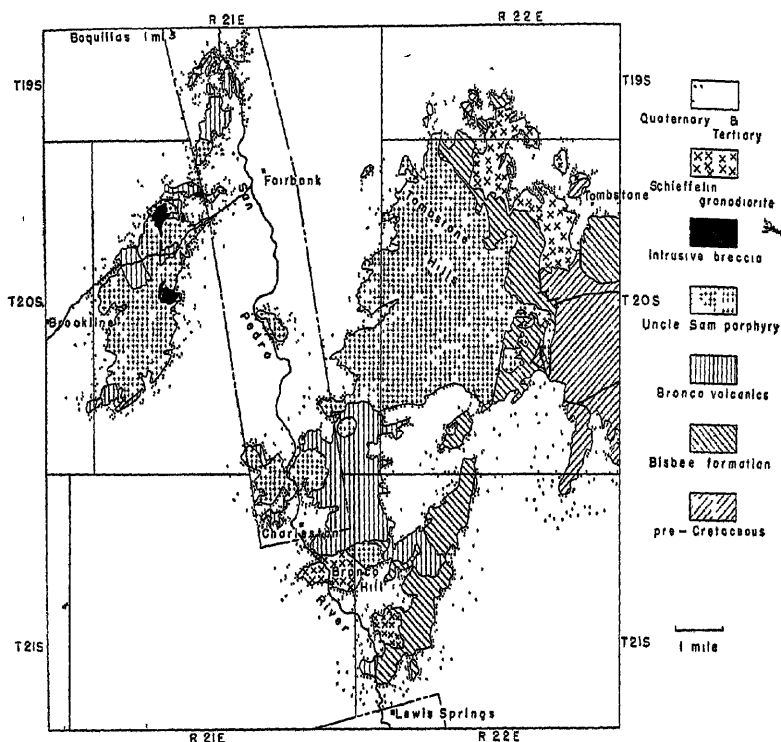 R 21E
R 22E
Boquillas 1 mi.
T19S
T19S
Quaternary &
Tertiary
Fairbank
San
Tombstone
Schieffelin
granodiorite
Tombstone
Hills
Intrusive breccia
T20S
T20S
Brookline
Pedro
Uncle Sam porphyry
Bronco volcanics
Bisbee formation
Charleston
pre-Cretaceous
Bronco
Hill
River
T21S
T21S
1 mile
Lewis Springs
R 21E
R 22E